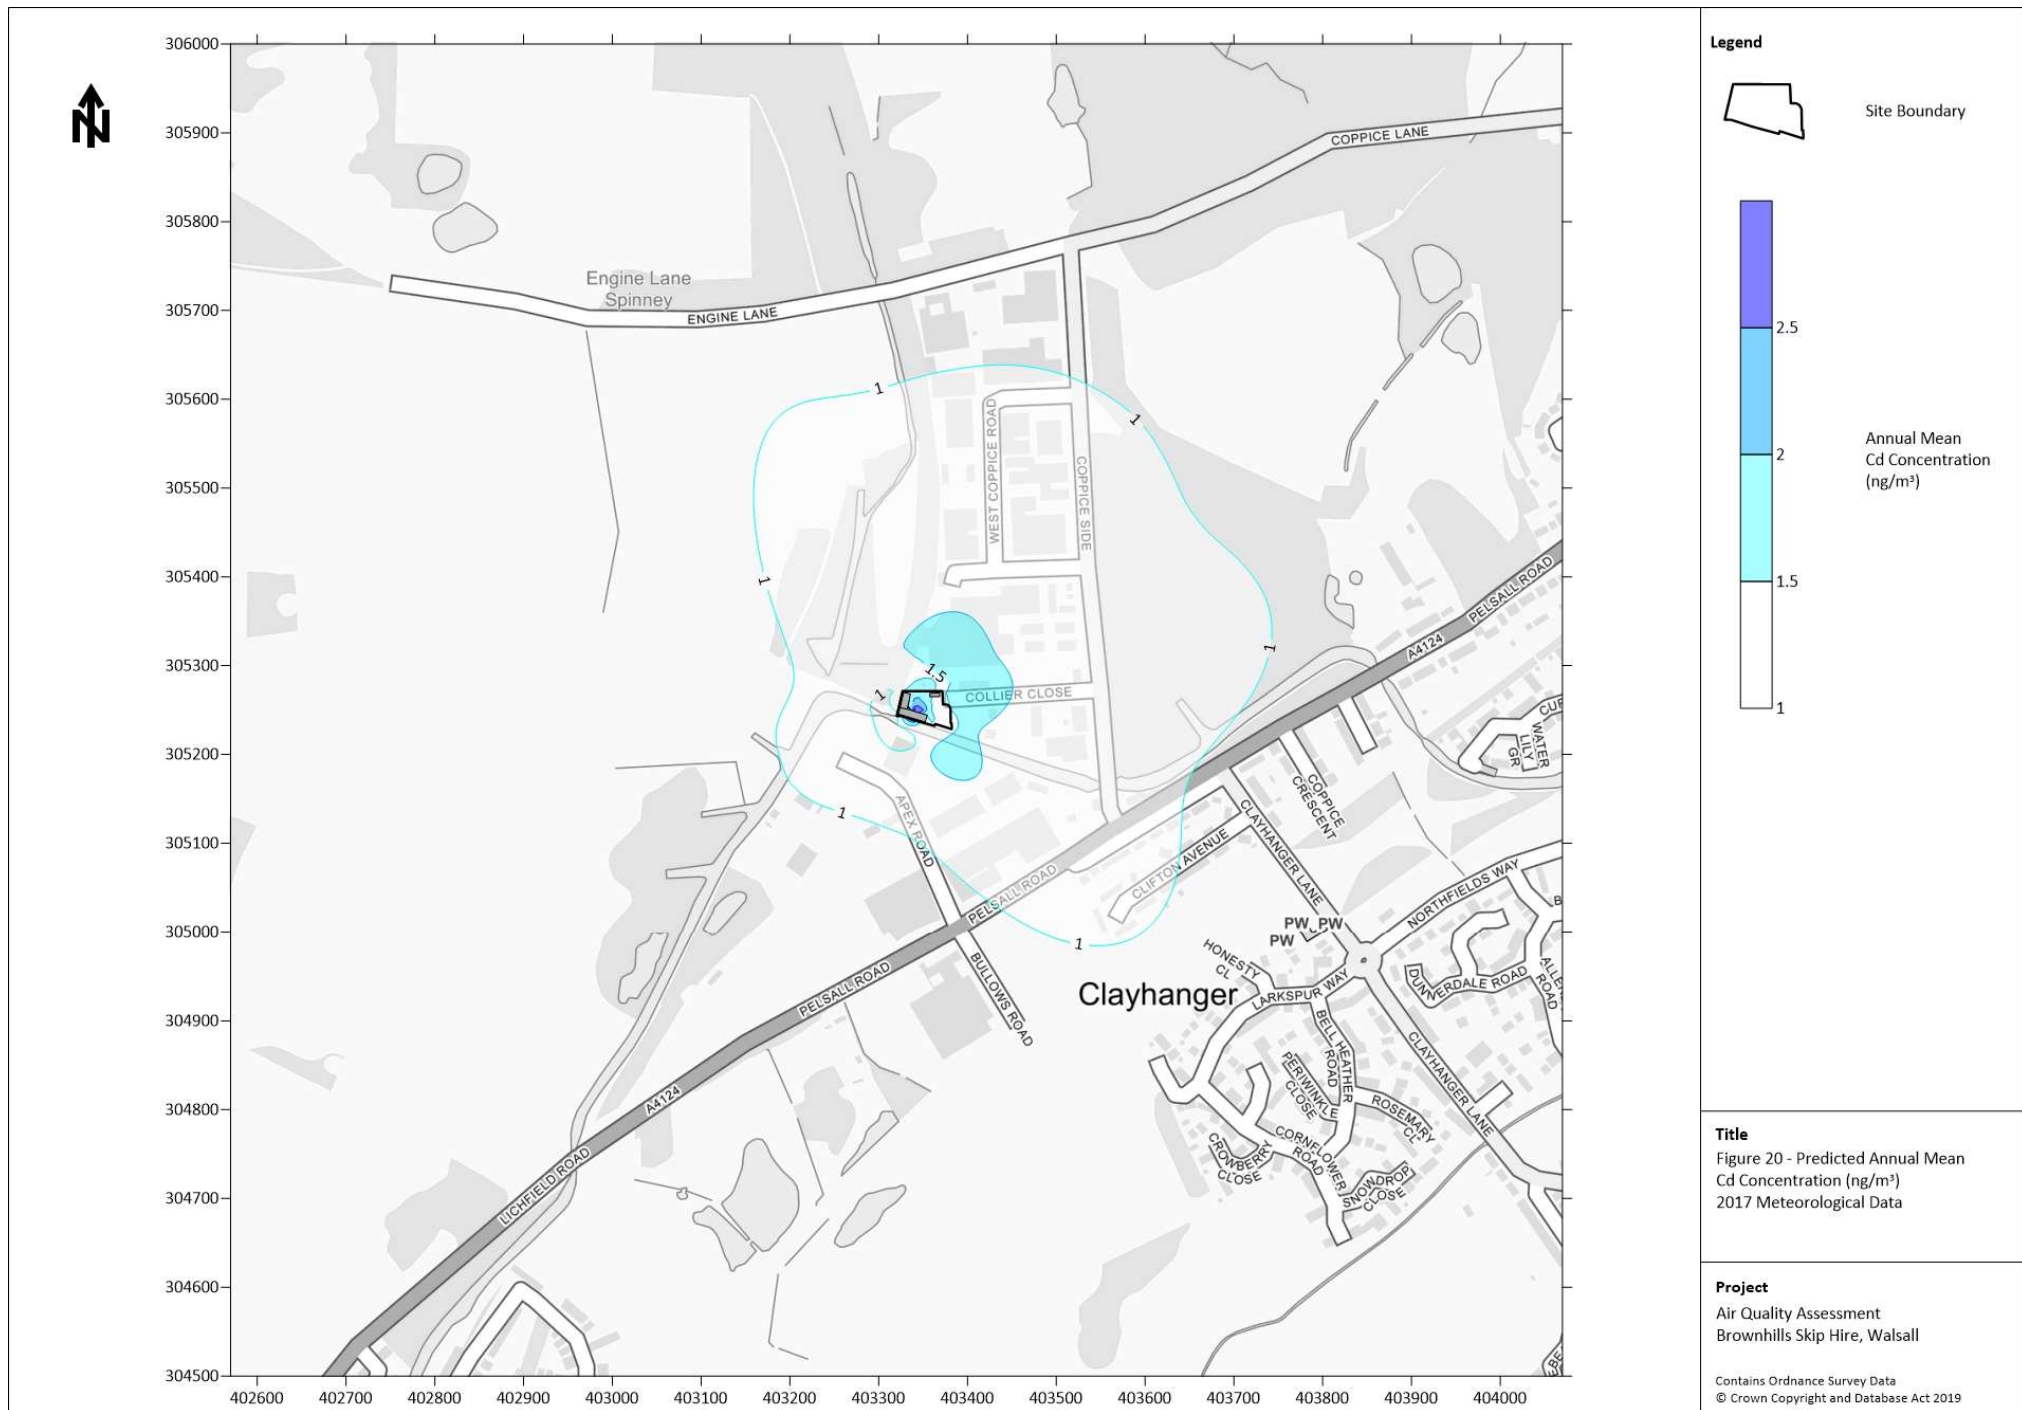 306000
305900
305800
305700
305600
305500
305400
305300
305200
305100
305000
304900
304800
304700
304600
304500
402600
402700
402800
402900
403000
403100
403200
403300
403400
403500
403600
403700
403800
403900
404000
N
COPPICE LANE
Engine Lane
Spinney
ENGINE LANE
1
1
WEST COPPICE ROAD
COPPICE SIDE
1
PELSALL ROAD
A4124
1
1.5
1
COLLIER CLOSE
WATER
LILY
GR
COPPICE
CRESCENT
1
APEX ROAD
CLAYHANGER LANE
CLIFTON AVENUE
PELSALL ROAD
NORTHFIELDS WAY
PW
PW
PW
1
HONESTY
CL
LARKSPUR WAY
DUNNERDALE ROAD
ROAD
PELSALL ROAD
BULLOWS ROAD
Clayhanger
BELL HEATHER
ROAD
PERIWINKLE
CLOSE
CLAYHANGER LANE
ROSEMARY
CL
A4124
CORNFLOWER
ROAD
CROWBERRY
CLOSE
SNOWDROP
CLOSE
LICHFIELD ROAD
Legend
Site Boundary
2.5
2
1.5
1
Annual Mean
Cd Concentration
(ng/m³)
Title
Figure 20 - Predicted Annual Mean
Cd Concentration (ng/m³)
2017 Meteorological Data
Project
Air Quality Assessment
Brownhills Skip Hire, Walsall
Contains Ordnance Survey Data
© Crown Copyright and Database Act 2019